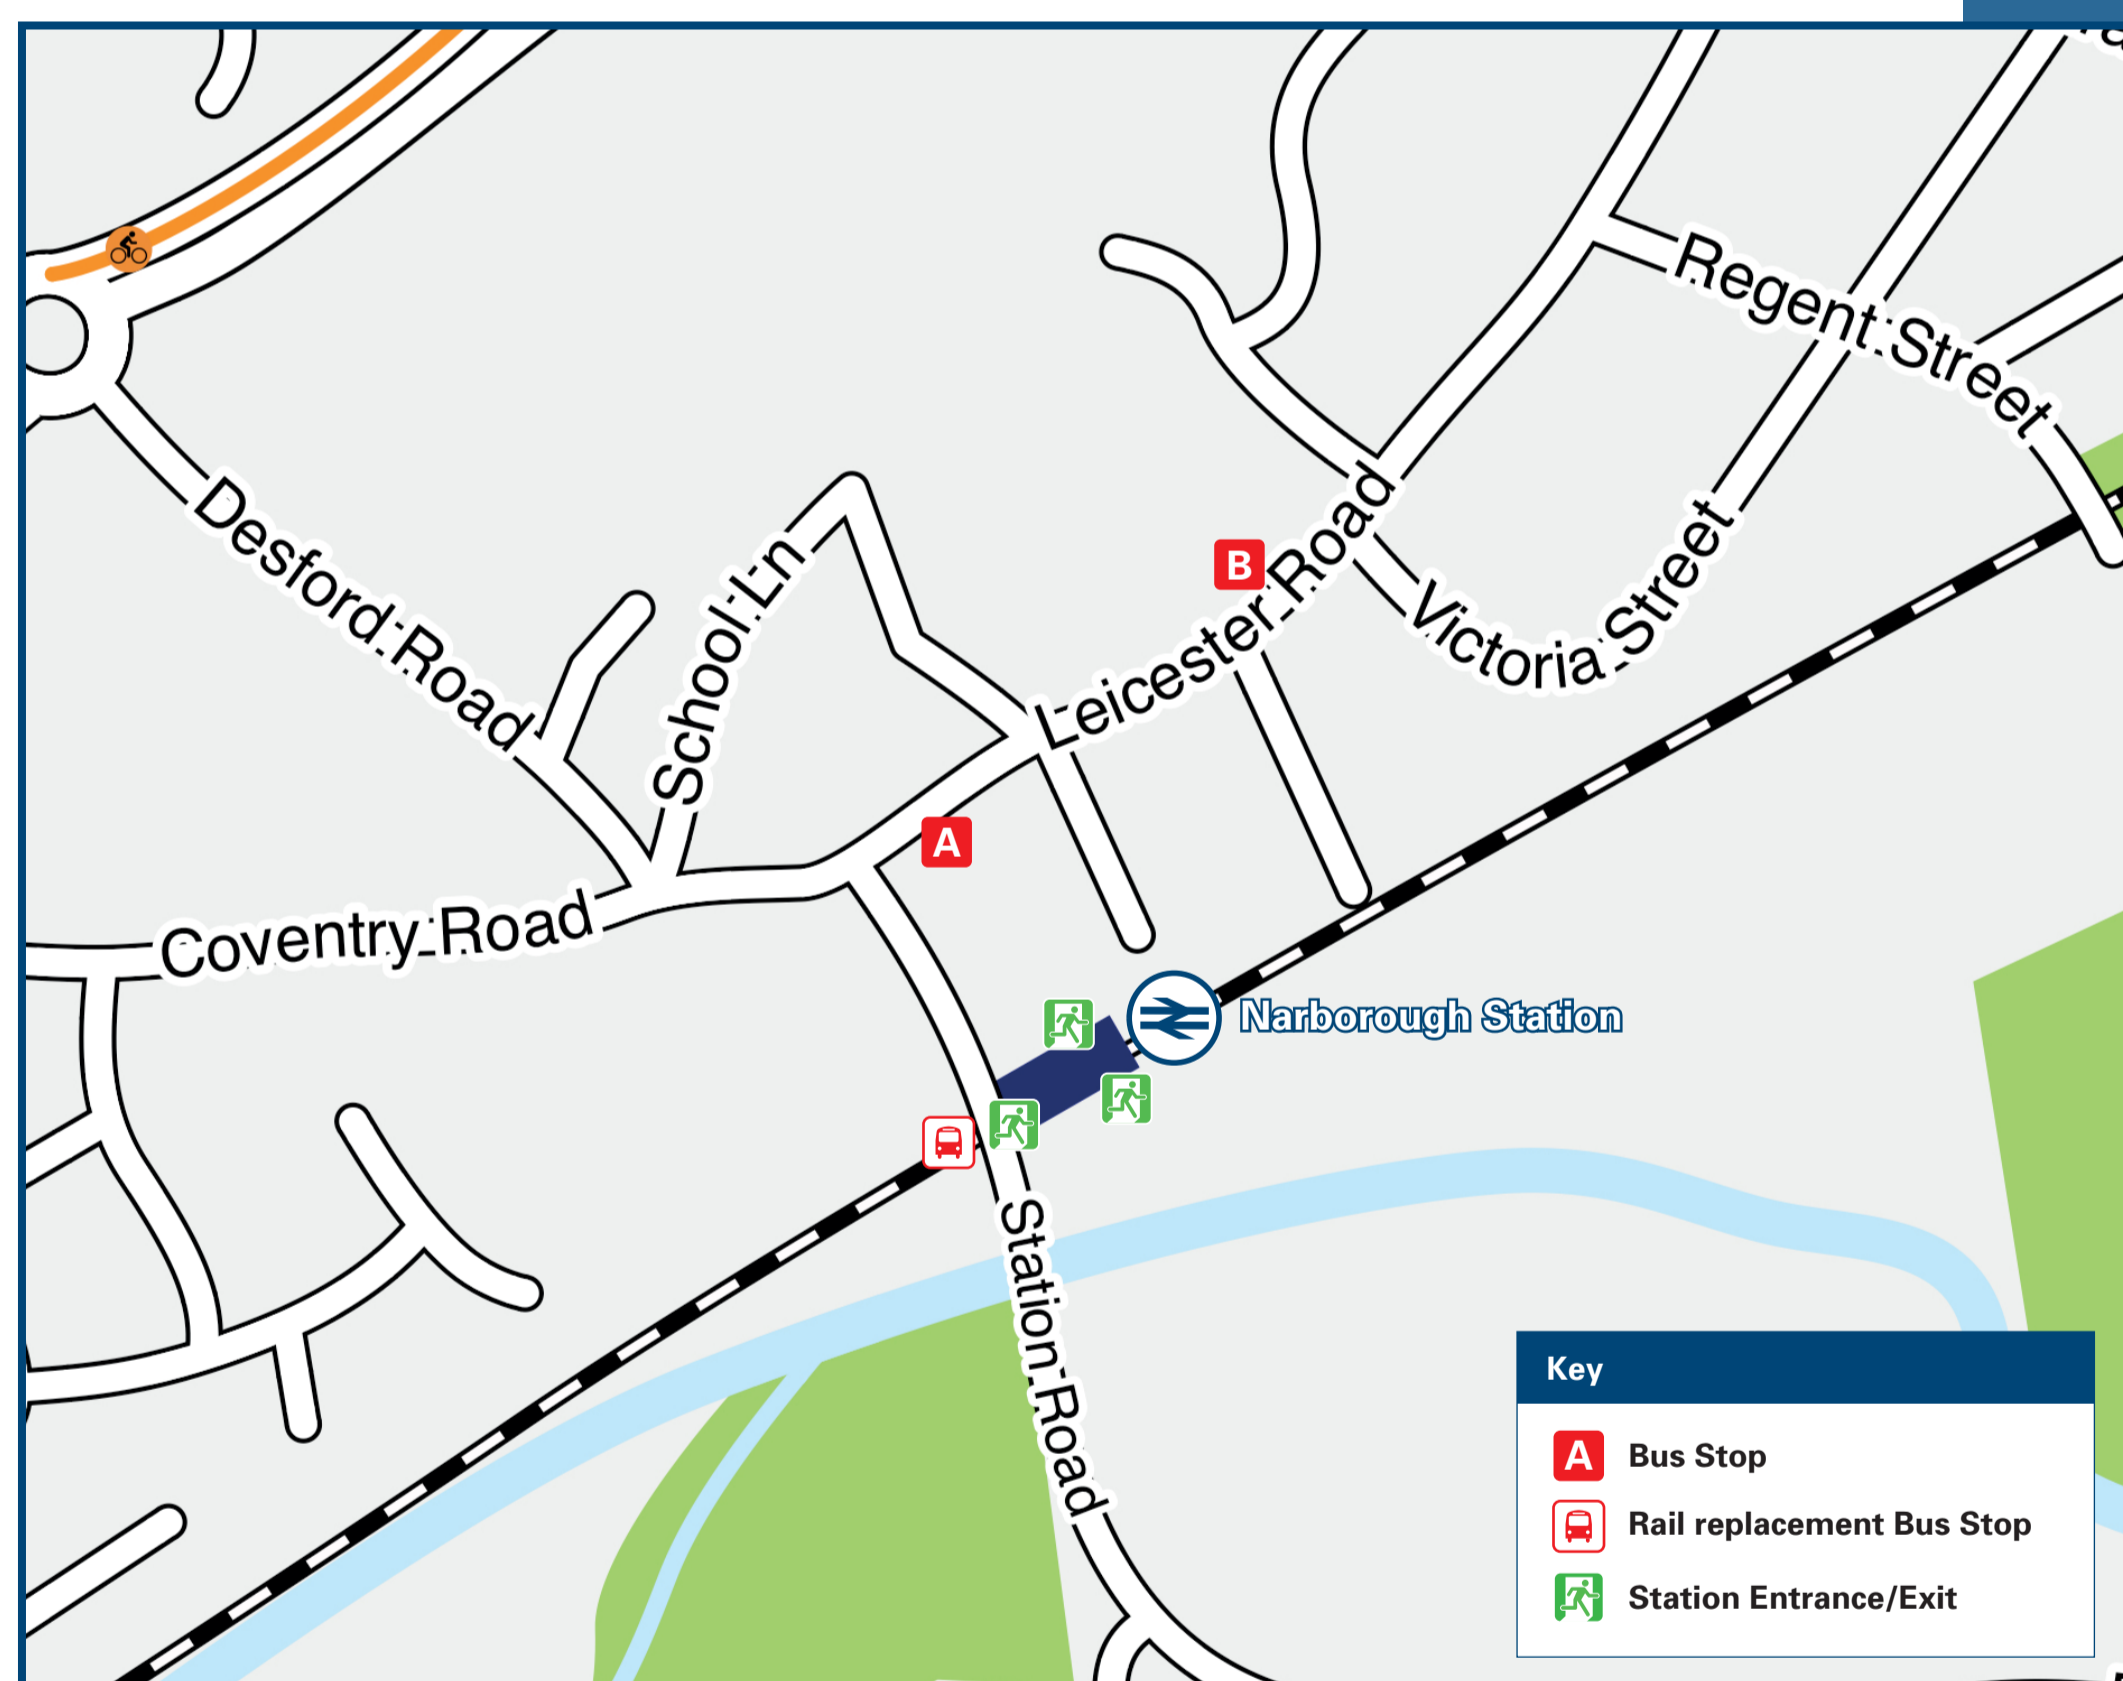 Regent Street
Desford Road
School Ln
B
Leicester Road
Victoria Street
A
Coventry Road
Narborough Station
Station Road
Key
A Bus Stop
Rail replacement Bus Stop
Station Entrance/Exit